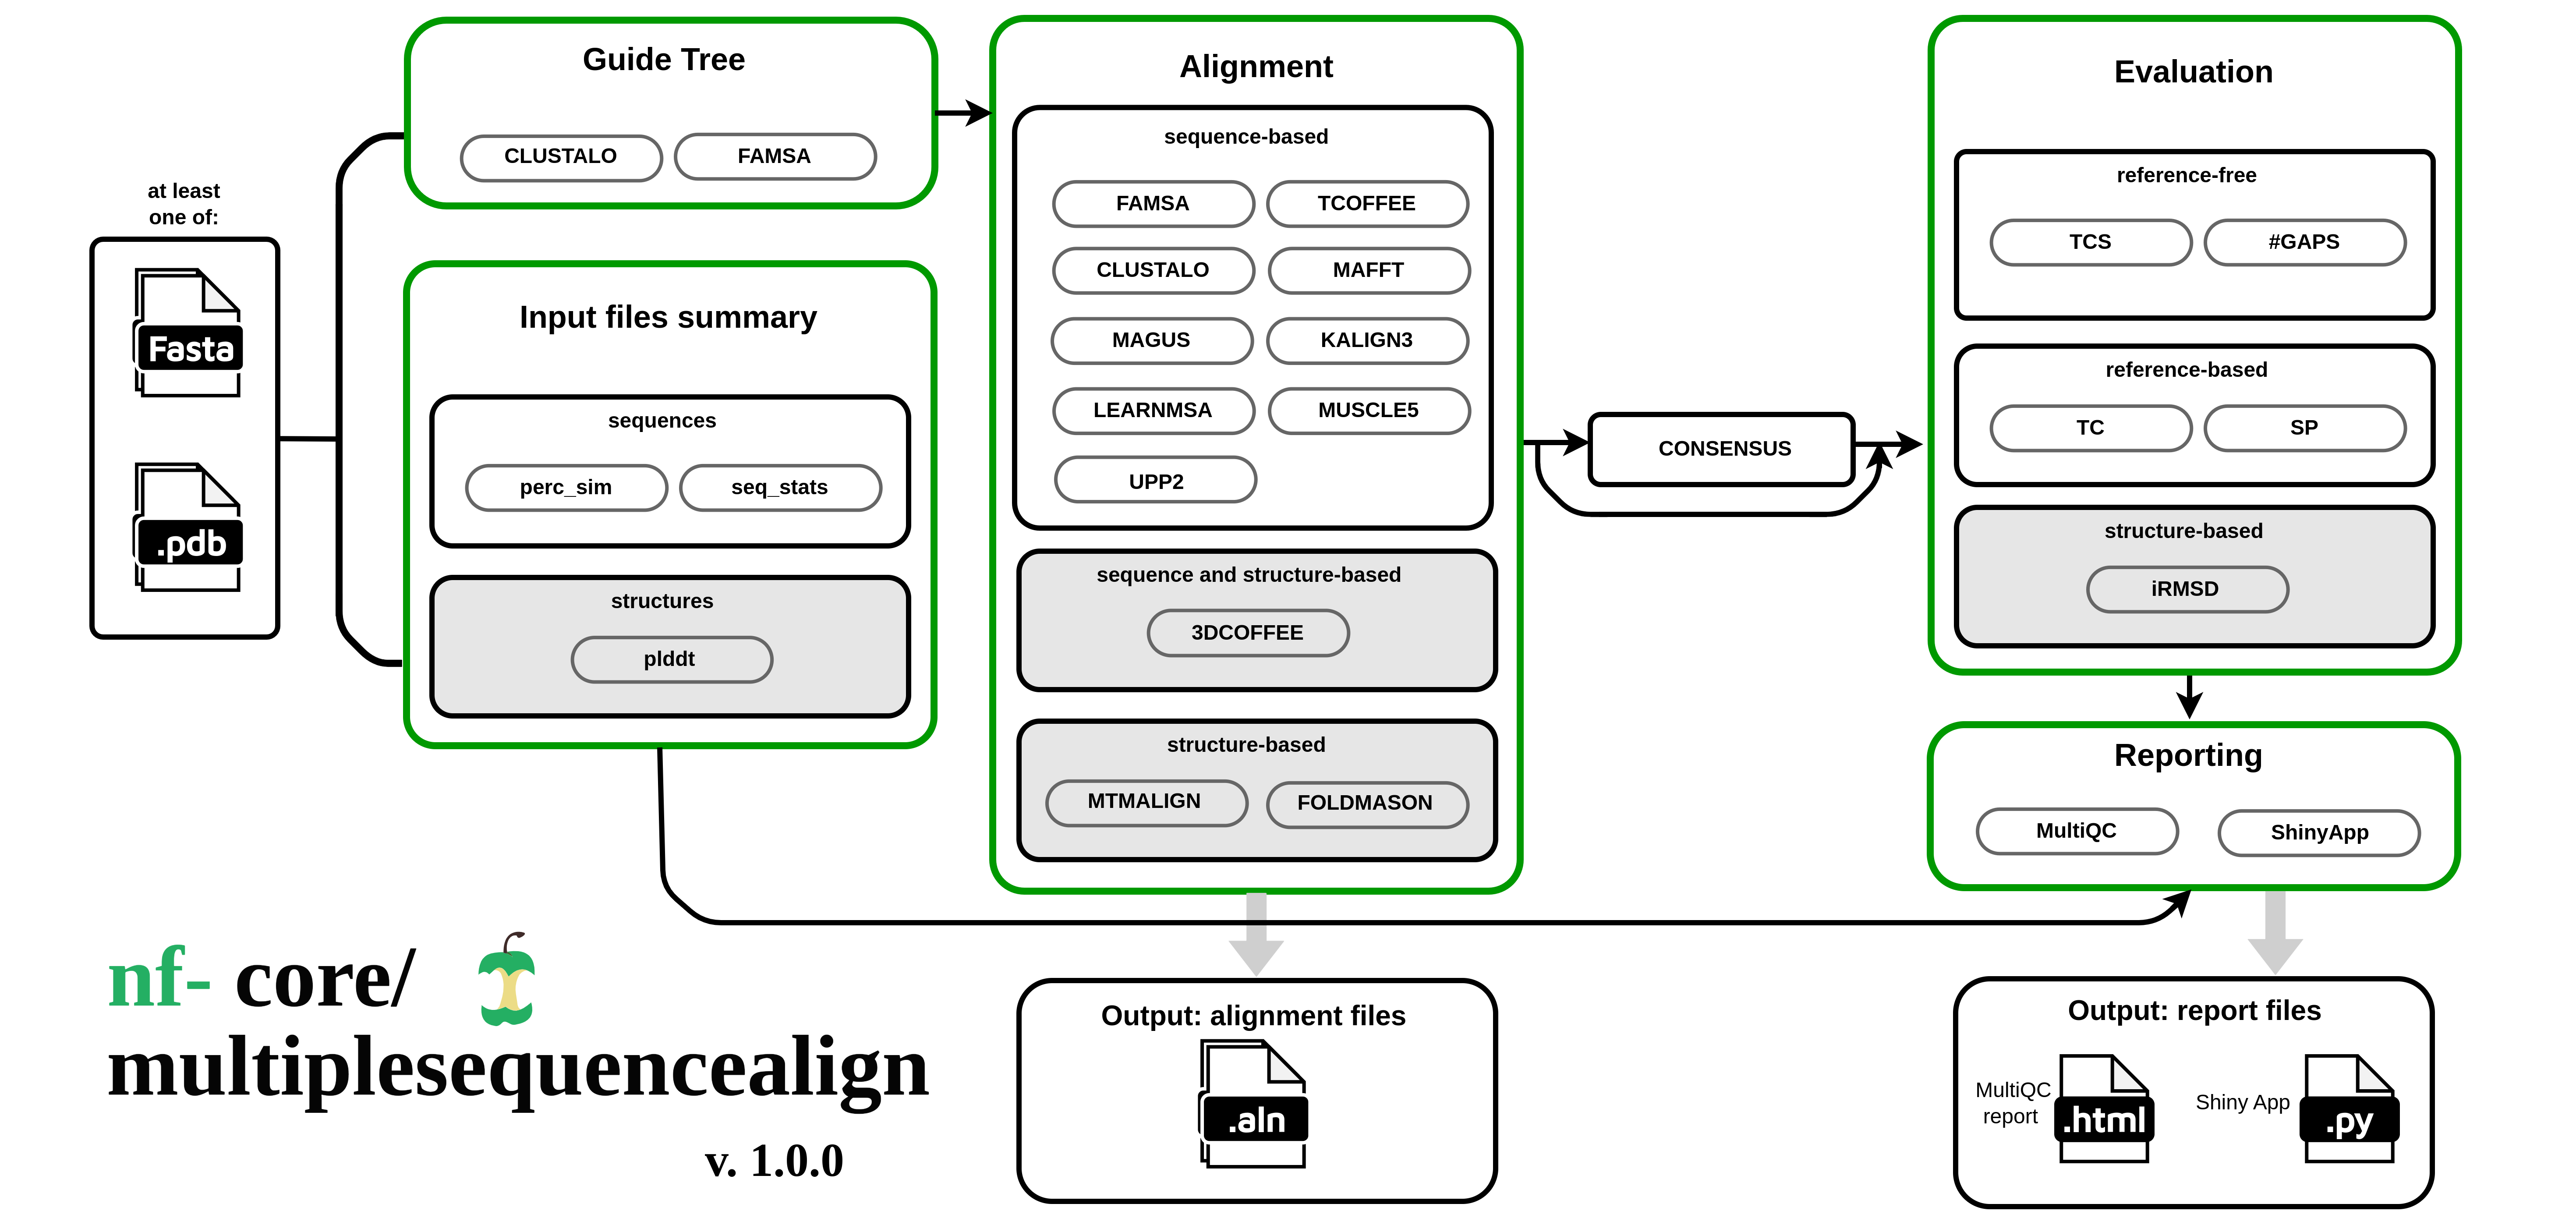 at least
one of:
Fasta
.pdb
Guide Tree
CLUSTALO
FAMSA
Input files summary
sequences
perc_sim
seq_stats
structures
plddt
Alignment
sequence-based
FAMSA
TCOFFEE
CLUSTALO
MAFFT
MAGUS
KALIGN3
LEARNMSA
MUSCLE5
UPP2
sequence and structure-based
3DCOFFEE
structure-based
MTMALIGN
FOLDMASON
CONSENSUS
Evaluation
reference-free
TCS
#GAPS
reference-based
TC
SP
structure-based
iRMSD
Reporting
MultiQC
ShinyApp
Output: alignment files
.aln
Output: report files
MultiQC
report
.html
Shiny App
.py
nf- core/
multiplesequencealign
v. 1.0.0